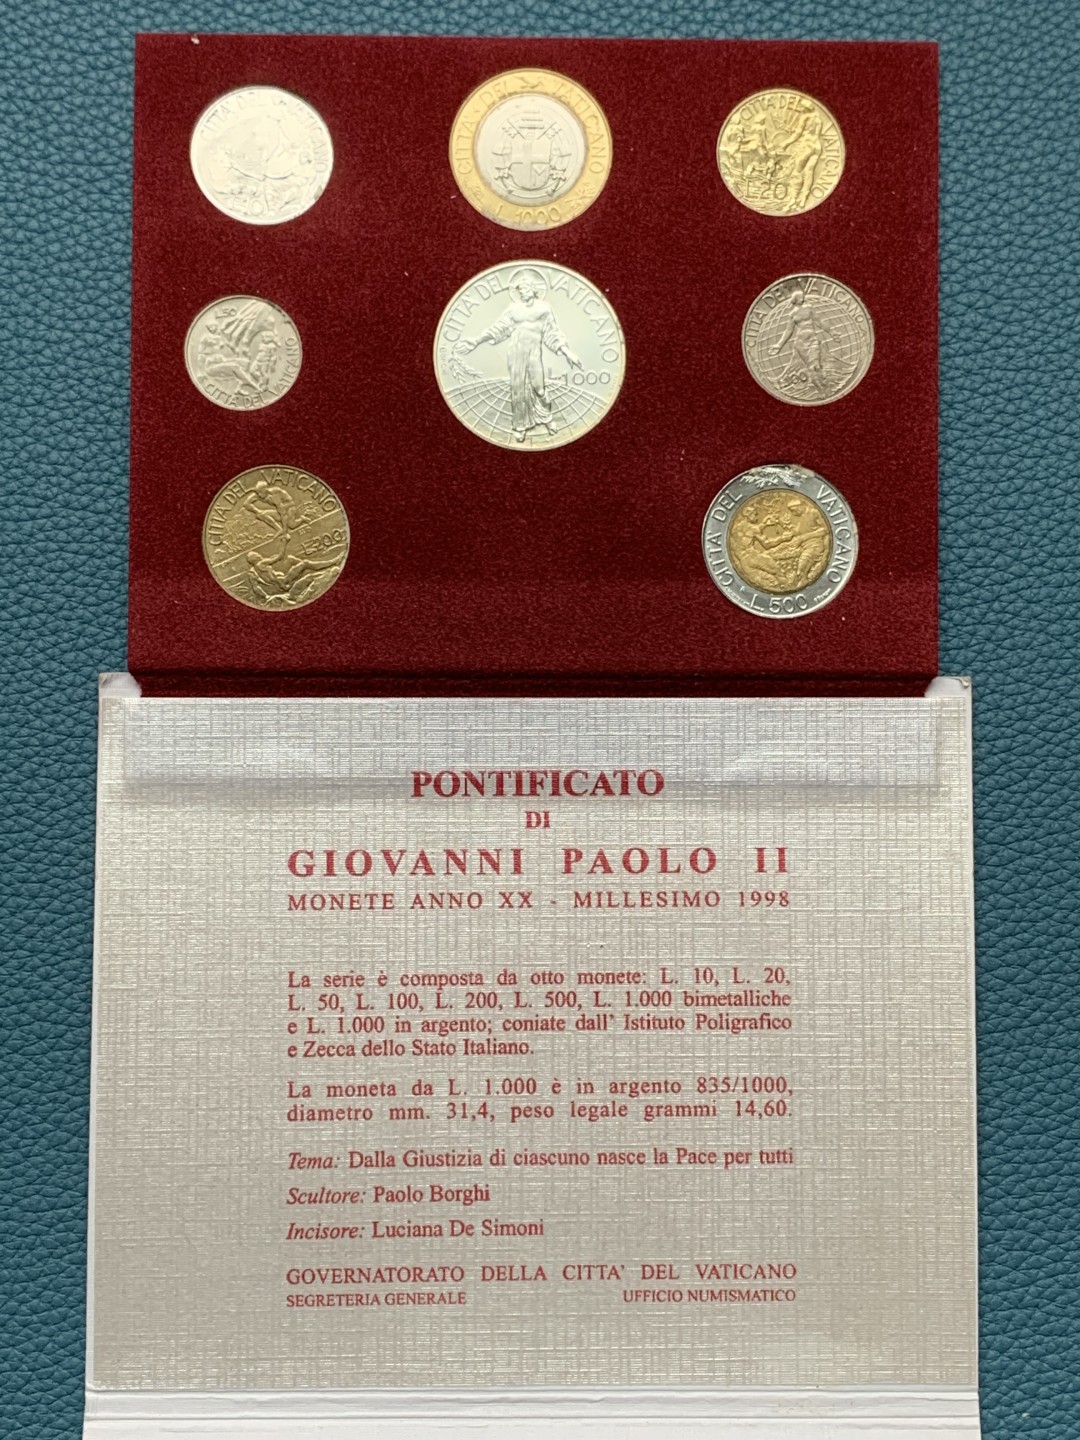 CITTA' DEL VATICANO
CITTA' DEL VATICANO
L. 1000
CITTA' DEL VATICANO
L20
50
CITTA' DEL VATICANO
CITTA' DEL VATICANO
L.1000
CITTA' DEL VATICANO
CITTA' DEL VATICANO
L.200
CITTA' DEL VATICANO
L. 500
PONTIFICATO
DI
GIOVANNI PAOLO II
MONETE ANNO XX - MILLESIMO 1998
La serie è composta da otto monete: L. 10, L. 20,
L. 50, L. 100, L. 200, L. 500, L. 1.000 bimetalliche
e L. 1.000 in argento; coniate dall' Istituto Poligrafico
e Zecca dello Stato Italiano.
La moneta da L. 1.000 è in argento 835/1000,
diametro mm. 31,4, peso legale grammi 14,60.
Tema: Dalla Giustizia di ciascuno nasce la Pace per tutti
Scultore: Paolo Borghi
Incisore: Luciana De Simoni
GOVERNATORATO DELLA CITTA' DEL VATICANO
SEGRETERIA GENERALE UFFICIO NUMISMATICO